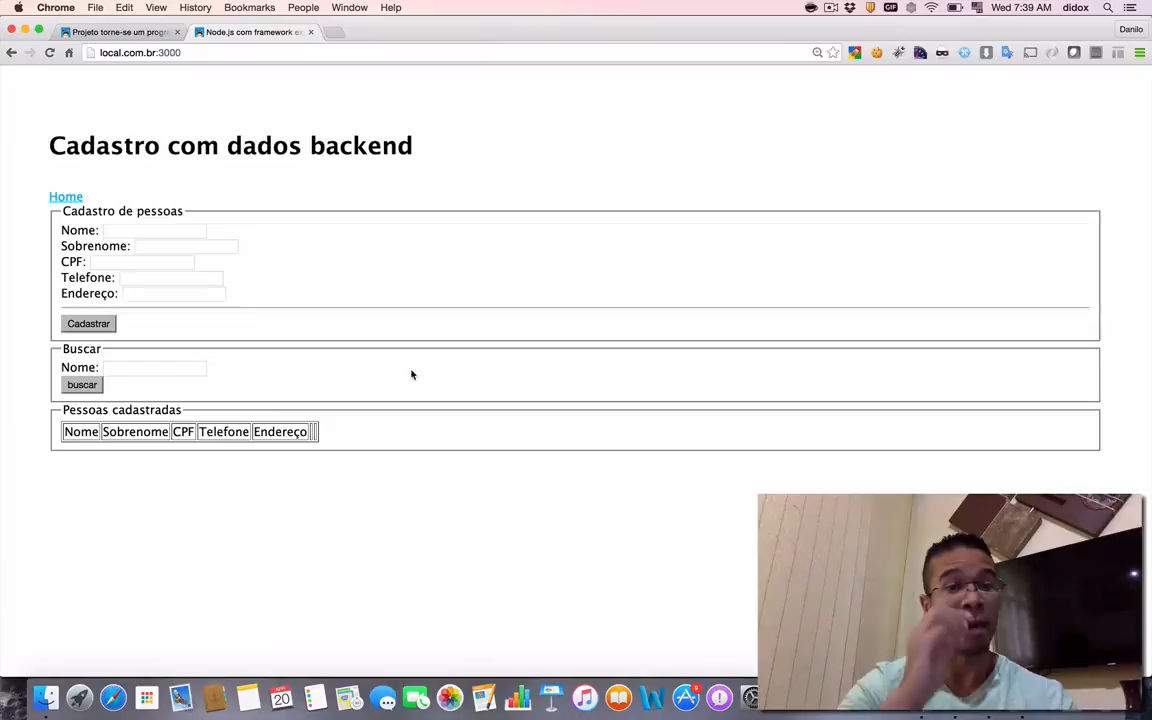 Chrome File Edit View History Bookmarks People Window Help
GIF
Wed 7:39 AM didox
Projeto torne-se um progr
Node.js com framework ex
Danilo
local.com.br:3000
Cadastro com dados backend
Home
Cadastro de pessoas
Nome:
Sobrenome:
CPF:
Telefone:
Endereço:
Cadastrar
Buscar
Nome:
buscar
Pessoas cadastradas
Nome Sobrenome CPF Telefone Endereço
20